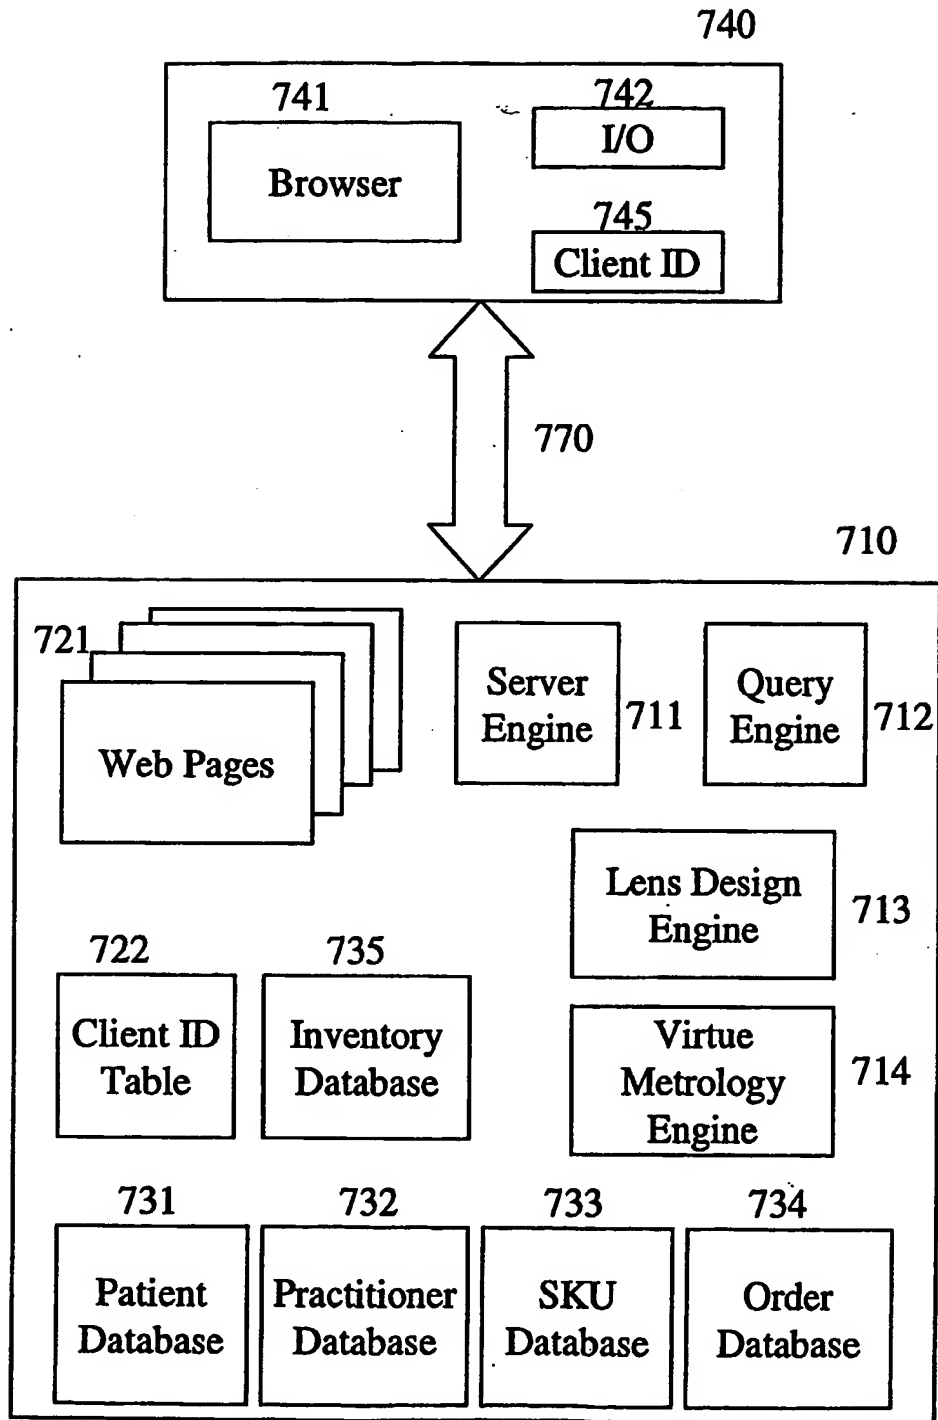 740
741
742
Browser
I/O
745
Client ID
770
710
721
Web Pages
Server
Engine
711
Query
Engine
712
Lens Design
Engine
713
722
735
Client ID
Table
Inventory
Database
Virtue
Metrology
Engine
714
731
732
733
734
Patient
Database
Practitioner
Database
SKU
Database
Order
Database